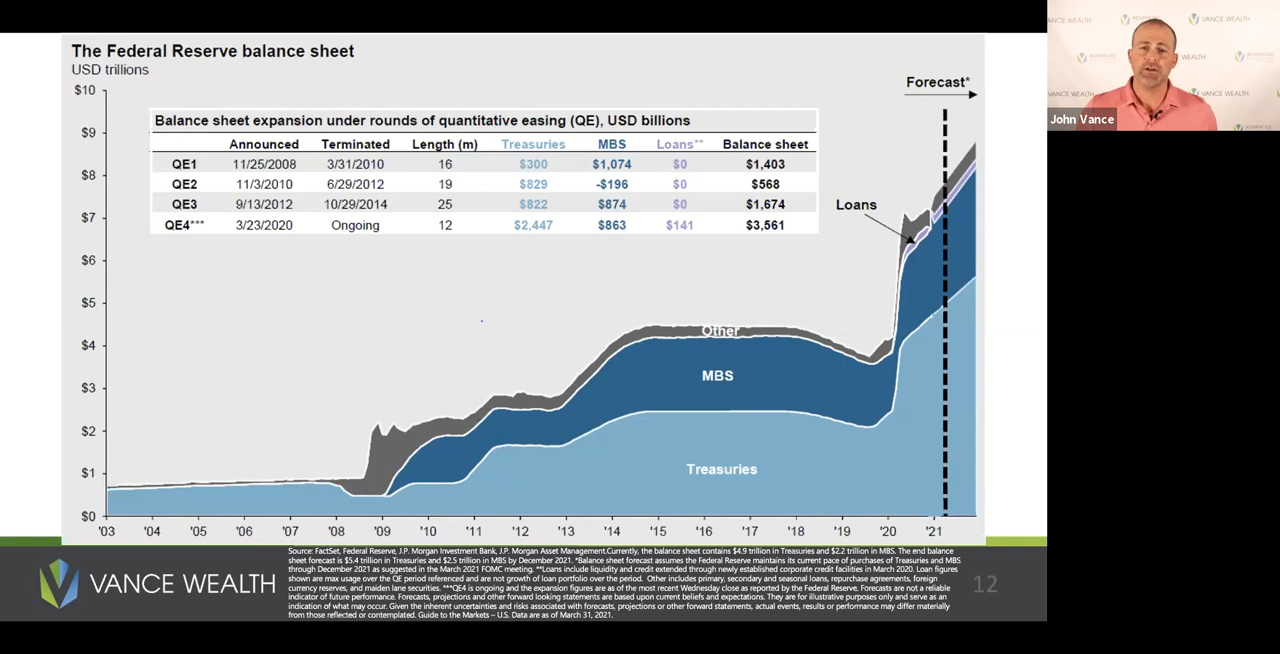 The Federal Reserve balance sheet
USD trillions
Forecast*
Balance sheet expansion under rounds of quantitative easing (QE), USD billions
Announced Terminated Length (m) Treasuries MBS Loans** Balance sheet
QE1 11/25/2008 3/31/2010 16 $300 $1,074 $0 $1,403
QE2 11/3/2010 6/29/2012 19 $829 -$196 $0 $568
QE3 9/13/2012 10/29/2014 25 $822 $874 $0 $1,674
QE4*** 3/23/2020 Ongoing 12 $2,447 $863 $141 $3,561
$10
$9
$8
$7
$6
$5
$4
$3
$2
$1
$0
Loans
Other
MBS
Treasuries
'03 '04 '05 '06 '07 '08 '09 '10 '11 '12 '13 '14 '15 '16 '17 '18 '19 '20 '21
Source: FactSet, Federal Reserve, J.P. Morgan Investment Bank, J.P. Morgan Asset Management.Currently, the balance sheet contains $4.9 trillion in Treasuries and $2.2 trillion in MBS. The end balance
sheet forecast is $5.4 trillion in Treasuries and $2.5 trillion in MBS by December 2021. *Balance sheet forecast assumes the Federal Reserve maintains its current pace of purchases of Treasuries and MBS
through December 2021 as suggested in the March 2021 FOMC meeting. **Loans include liquidity and credit extended through newly established corporate credit facilities in March 2020. Loan figures
shown are max usage over the QE period referenced and are not growth of loan portfolio over the period. Other includes primary, secondary and seasonal loans, repurchase agreements, foreign
currency reserves, and maiden lane securities. ***QE4 is ongoing and the expansion figures are as of the most recent Wednesday close as reported by the Federal Reserve. Forecasts are not a reliable
indicator of future performance. Forecasts, projections and other forward looking statements are based upon current beliefs and expectations. They are for illustrative purposes only and serve as an
indication of what may occur. Given the inherent uncertainties and risks associated with forecasts, projections or other forward statements, actual events, results or performance may differ materially
from those reflected or contemplated. Guide to the Markets – U.S. Data are as of March 31, 2021.
VANCE WEALTH
12
VANCE WEALTH
VANCE WEALTH
ADVANCED
WEALTH
ADVANCED
VANCE WEALTH
VANCE WEALTH
John Vance